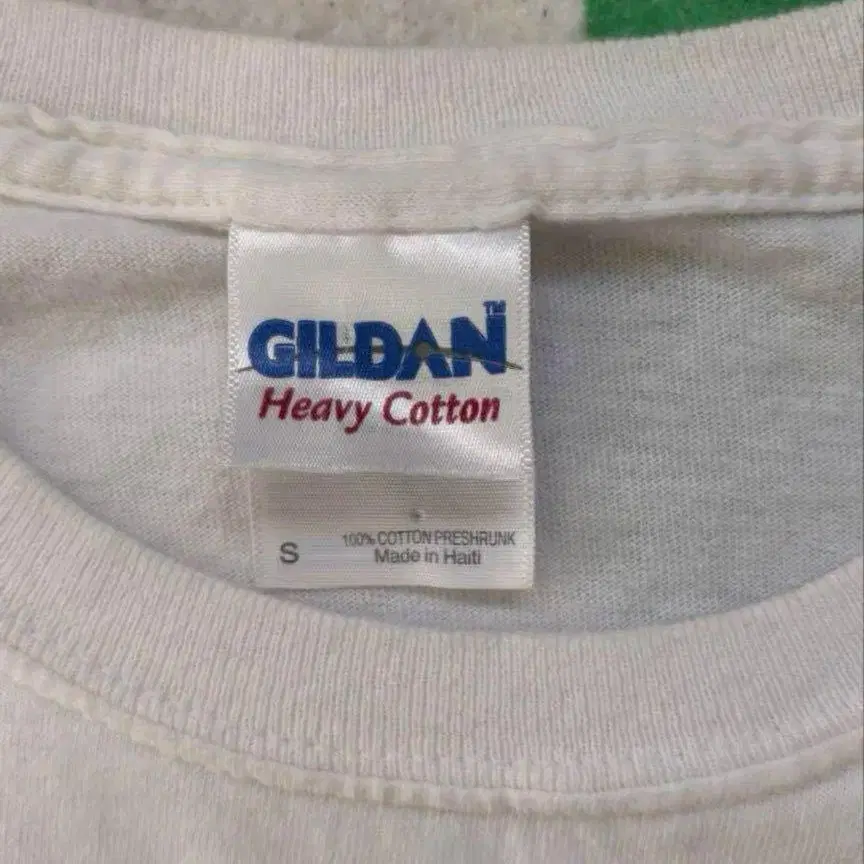 GILDAN™
Heavy Cotton
S
100% COTTON PRESHRUNK
Made in Haiti